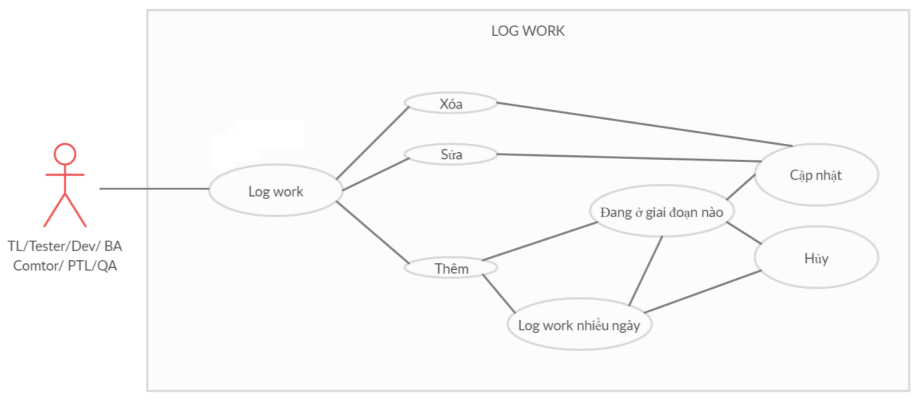 LOG WORK
Xóa
Sửa
Cập nhật
Log work
Đang ở giai đoạn nào
TL/Tester/Dev/ BA
Comtor/ PTL/QA
Thêm
Hủy
Log work nhiều ngày